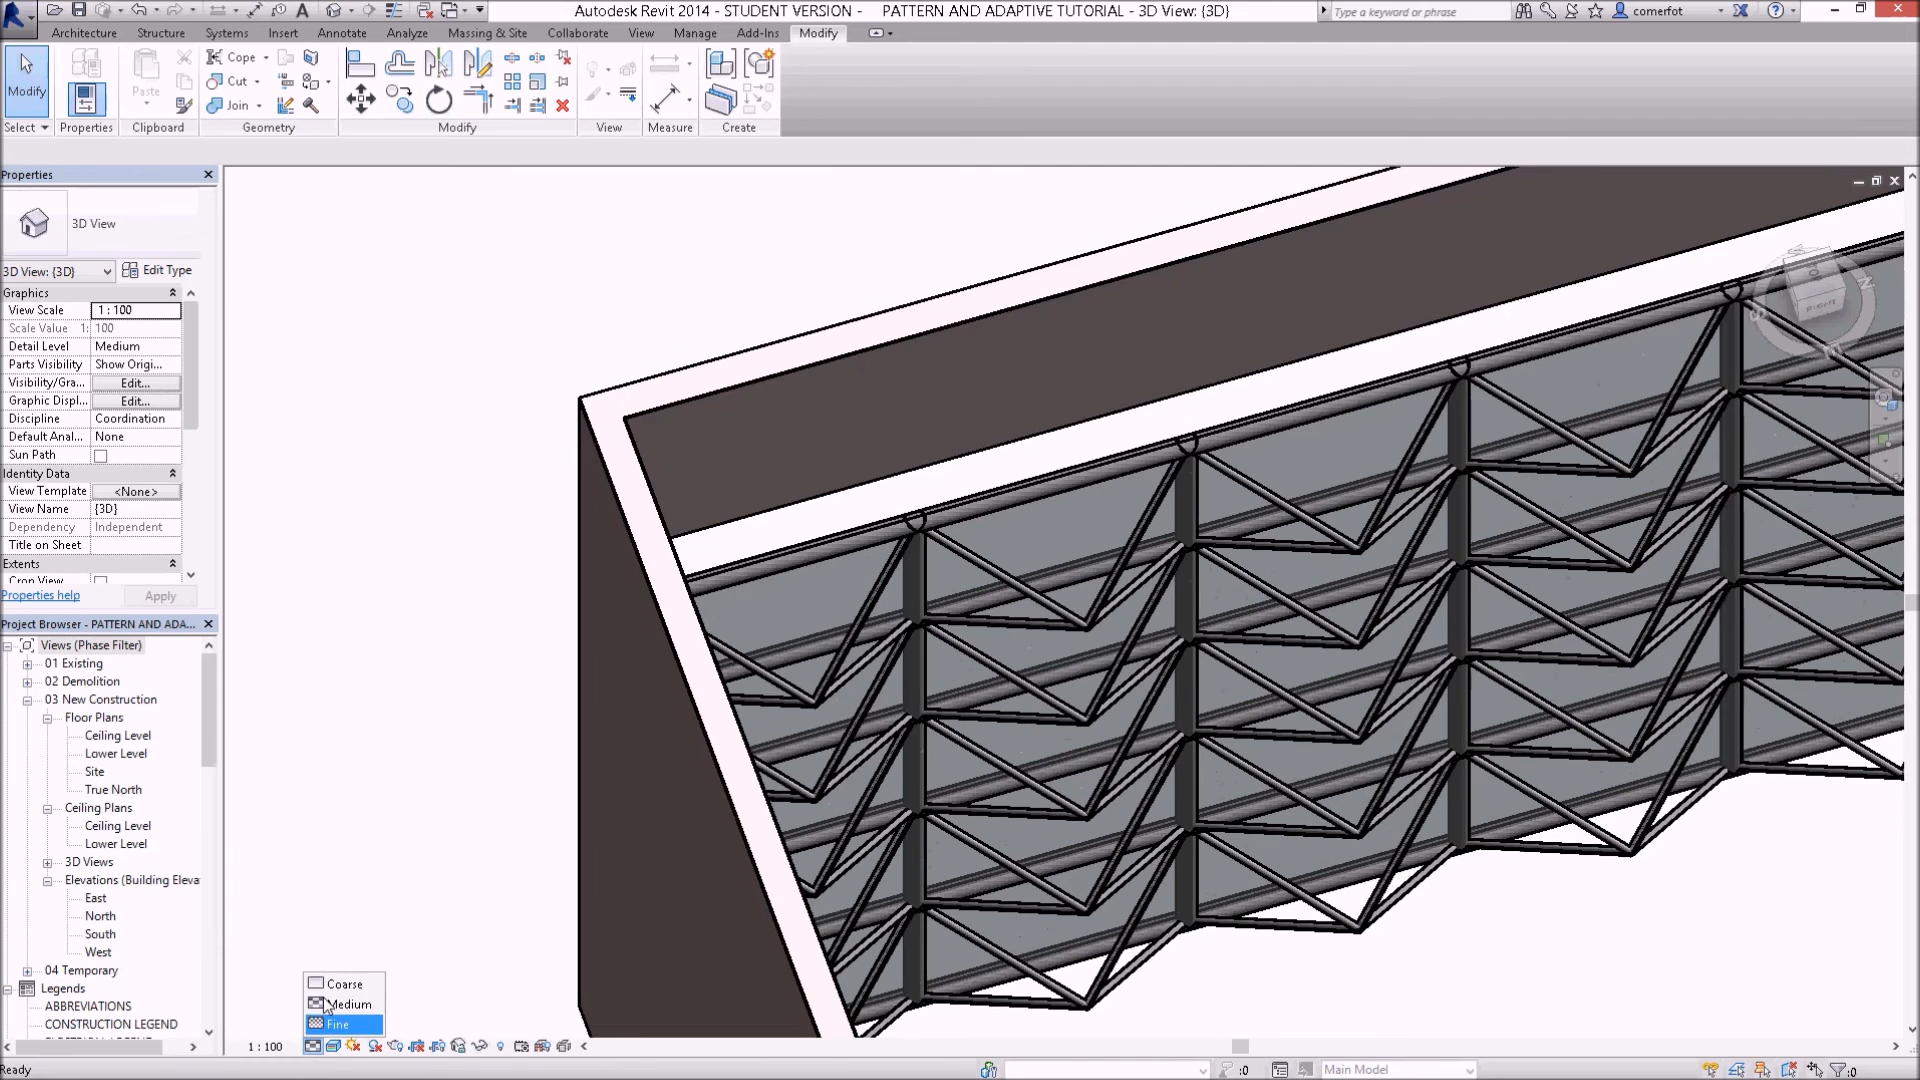 Autodesk Revit 2014 - STUDENT VERSION - PATTERN AND ADAPTIVE TUTORIAL - 3D View: {3D}
Type a keyword or phrase
comerfot
Architecture Structure Systems Insert Annotate Analyze Massing & Site Collaborate View Manage Add-Ins Modify
Modify
Paste
Cope
Cut
Join
Select Properties Clipboard Geometry Modify View Measure Create
Properties
3D View
3D View: {3D}
Edit Type
Graphics
View Scale 1 : 100
Scale Value 1: 100
Detail Level Medium
Parts Visibility Show Origi...
Visibility/Gra... Edit...
Graphic Displ... Edit...
Discipline Coordination
Default Anal... None
Sun Path
Identity Data
View Template <None>
View Name {3D}
Dependency Independent
Title on Sheet
Extents
Crop View
Properties help
Apply
Project Browser - PATTERN AND ADA...
Views (Phase Filter)
01 Existing
02 Demolition
03 New Construction
Floor Plans
Ceiling Level
Lower Level
Site
True North
Ceiling Plans
Ceiling Level
Lower Level
3D Views
Elevations (Building Eleva
East
North
South
West
04 Temporary
Legends
ABBREVIATIONS
CONSTRUCTION LEGEND
Coarse
Medium
Fine
1 : 100
Ready
:0
Main Model
:0